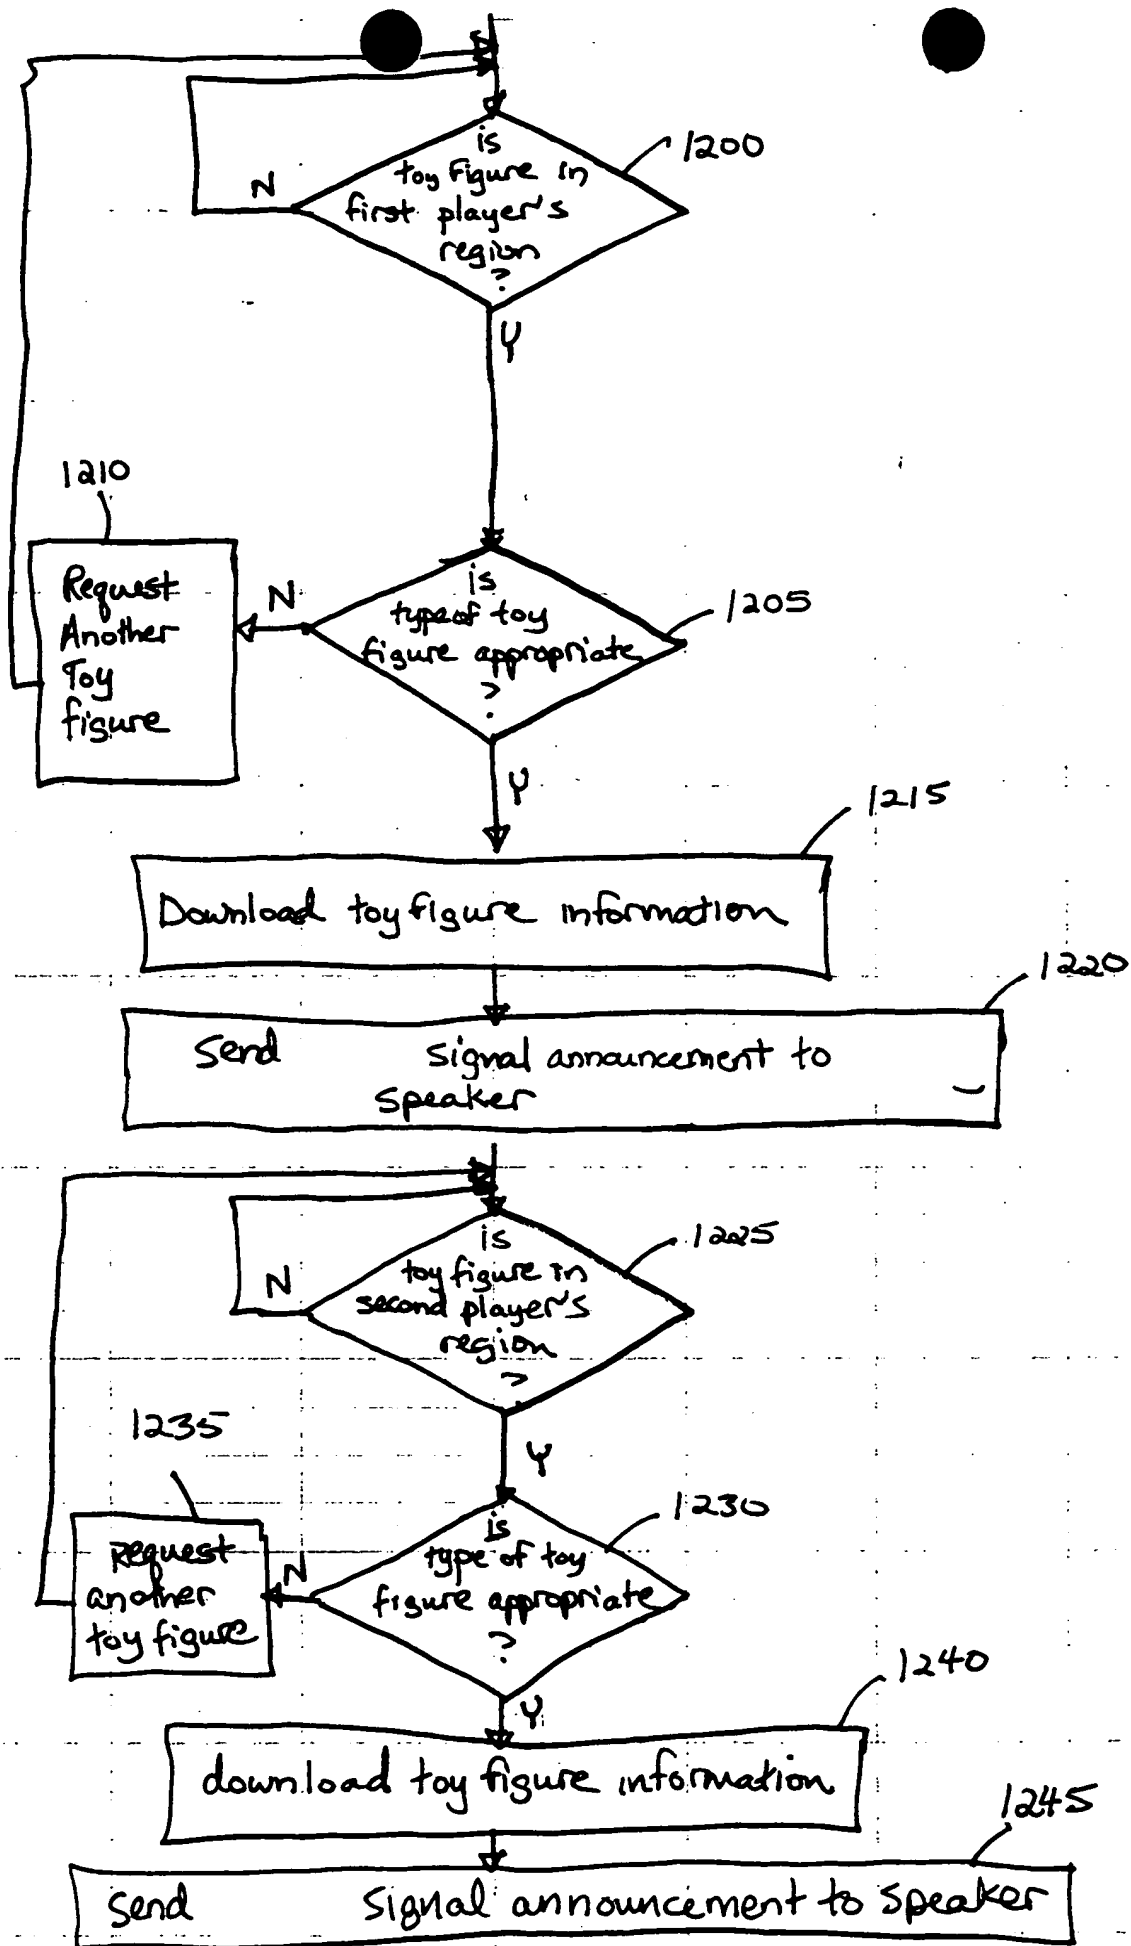 1200
is
toy figure in
first player's
region
?
N
Y
1210
Request
Another
Toy
figure
N
is
type of toy
figure appropriate
?
1205
Y
1215
Download toy figure information
1220
Send signal announcement to
speaker
1225
is
toy figure in
second player's
region
?
N
Y
1235
Request
another
toy figure
N
1230
is
type of toy
figure appropriate
?
Y
1240
download toy figure information
1245
Send signal announcement to speaker